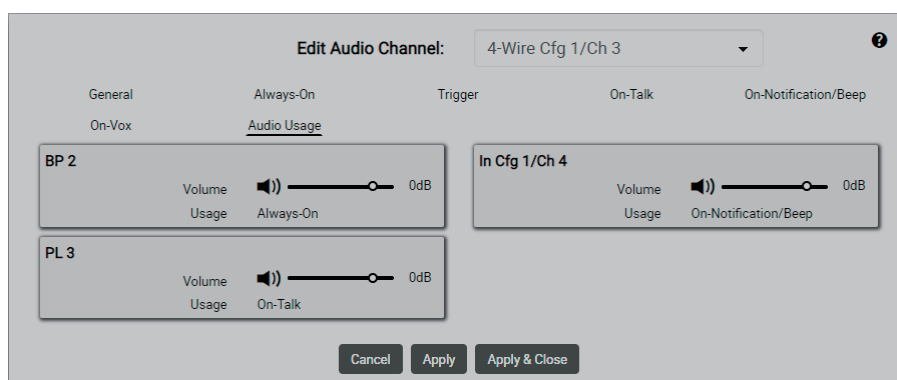 Edit Audio Channel: 4-Wire Cfg 1/Ch 3
General Always-On Trigger On-Talk On-Notification/Beep
On-Vox Audio Usage
BP 2
Volume 0dB
Usage Always-On
In Cfg 1/Ch 4
Volume 0dB
Usage On-Notification/Beep
PL 3
Volume 0dB
Usage On-Talk
Cancel Apply Apply & Close